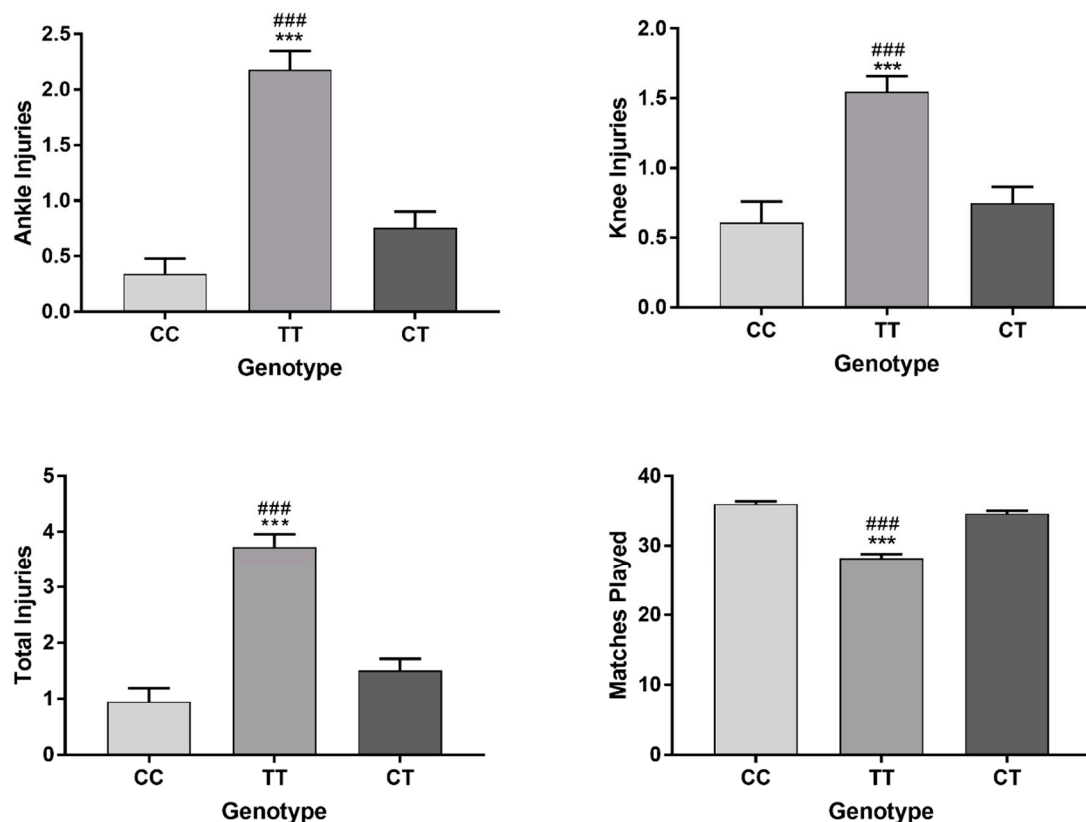 Ankle Injuries
2.5
2.0
1.5
1.0
0.5
0.0
###
***
CC TT CT
Genotype
Knee Injuries
2.0
1.5
1.0
0.5
0.0
###
***
CC TT CT
Genotype
Total Injuries
5
4
3
2
1
0
###
***
CC TT CT
Genotype
Matches Played
40
30
20
10
0
###
***
CC TT CT
Genotype